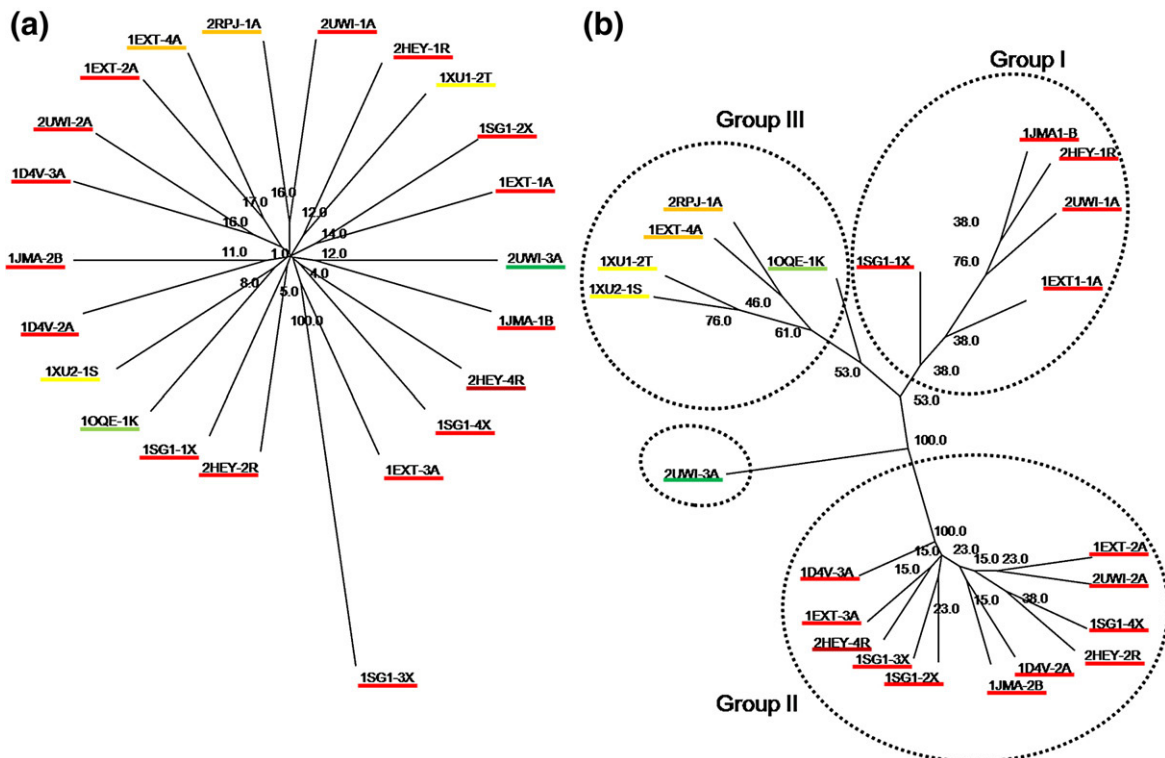 (a)
2RPJ-1A
2UWI-1A
1EXT-4A
2HEY-1R
1EXT-2A
1XU1-2T
2UWI-2A
1SG1-2X
1D4V-3A
1EXT-1A
17.0
16.0
12.0
16.0
14.0
1JMA-2B
11.0
1.0
12.0
2UWI-3A
8.0
5.0
4.0
1D4V-2A
100.0
1JMA-1B
1XU2-1S
2HEY-4R
1OQE-1K
1SG1-4X
1SG1-1X
2HEY-2R
1EXT-3A
1SG1-3X
(b)
Group I
Group III
1JMA1-B
2HEY-1R
2RPJ-1A
2UWI-1A
38.0
1EXT-4A
1OQE-1K
1XU1-2T
1SG1-1X
76.0
1XU2-1S
1EXT1-1A
46.0
76.0
61.0
38.0
53.0
38.0
53.0
100.0
2UWI-3A
100.0
15.0
23.0
15.0
23.0
1EXT-2A
1D4V-3A
15.0
2UWI-2A
23.0
15.0
38.0
1EXT-3A
1SG1-4X
2HEY-4R
1SG1-3X
2HEY-2R
1SG1-2X
1D4V-2A
1JMA-2B
Group II